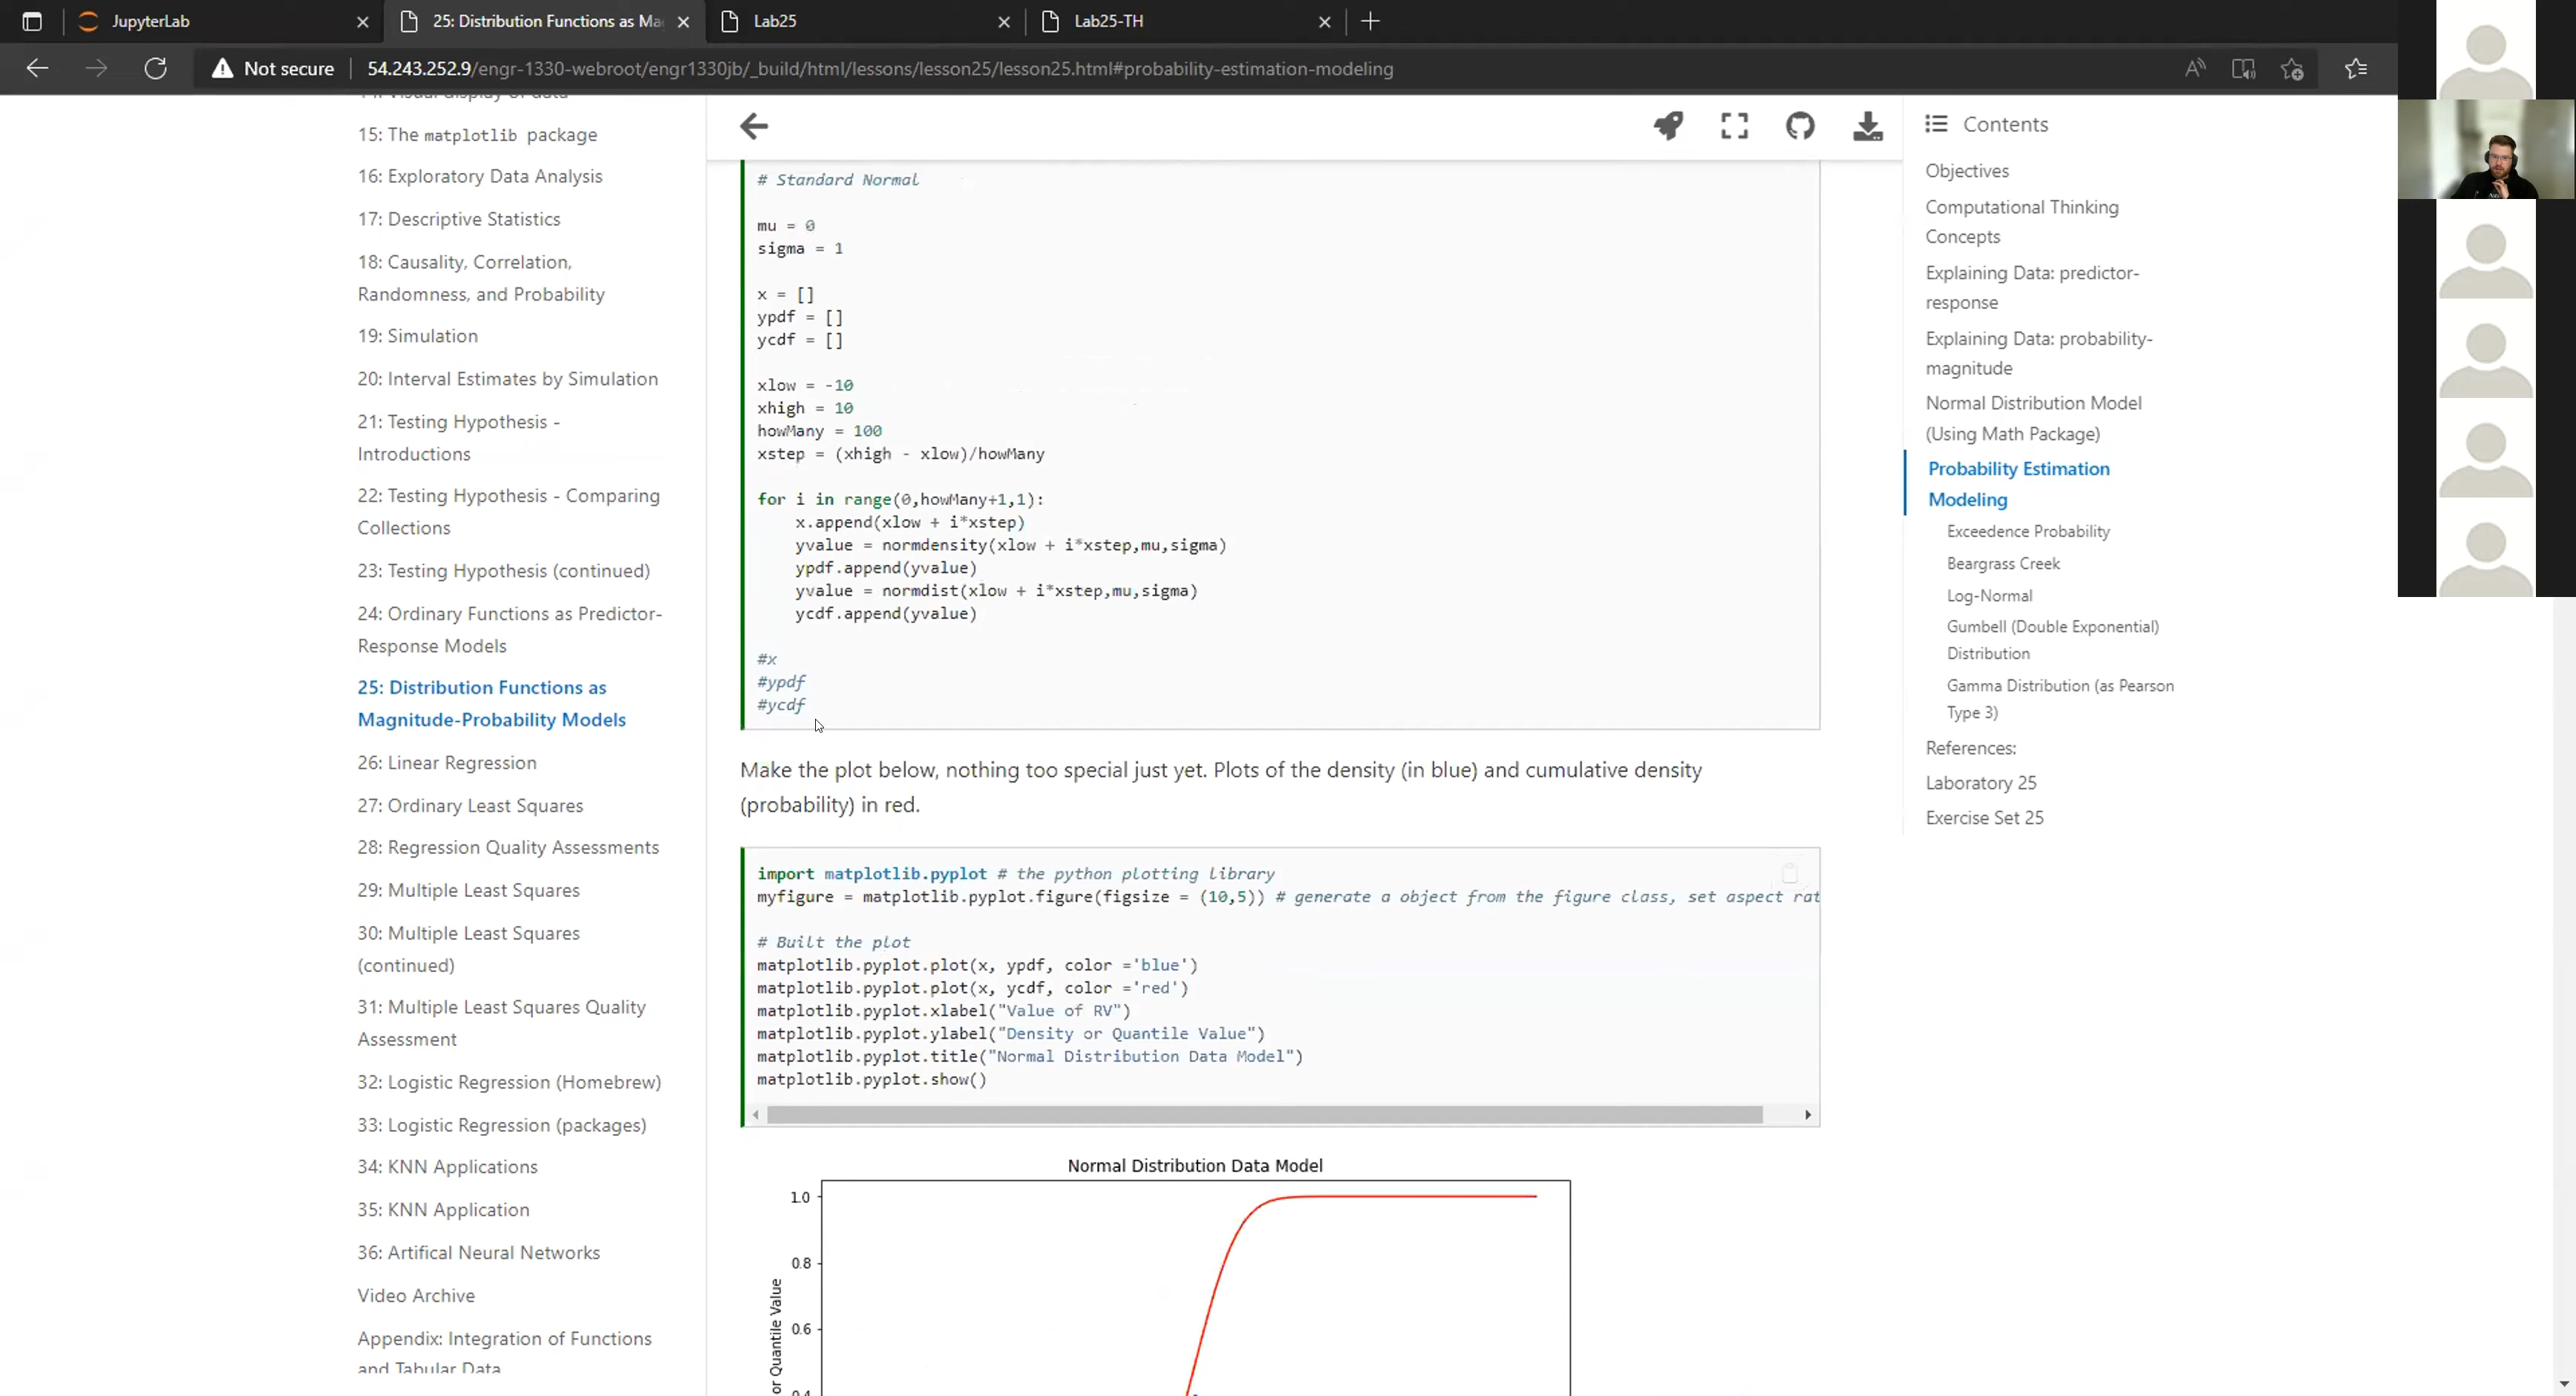 JupyterLab
25: Distribution Functions as Ma
Lab25
Lab25-TH
Not secure
54.243.252.9/engr-1330-webroot/engr1330jb/_build/html/lessons/lesson25/lesson25.html#probability-estimation-modeling
14: Visual display of data
15: The matplotlib package
16: Exploratory Data Analysis
17: Descriptive Statistics
18: Causality, Correlation,
Randomness, and Probability
19: Simulation
20: Interval Estimates by Simulation
21: Testing Hypothesis -
Introductions
22: Testing Hypothesis - Comparing
Collections
23: Testing Hypothesis (continued)
24: Ordinary Functions as Predictor-
Response Models
25: Distribution Functions as
Magnitude-Probability Models
26: Linear Regression
27: Ordinary Least Squares
28: Regression Quality Assessments
29: Multiple Least Squares
30: Multiple Least Squares
(continued)
31: Multiple Least Squares Quality
Assessment
32: Logistic Regression (Homebrew)
33: Logistic Regression (packages)
34: KNN Applications
35: KNN Application
36: Artifical Neural Networks
Video Archive
Appendix: Integration of Functions
and Tabular Data
# Standard Normal
mu = 0
sigma = 1
x = []
ypdf = []
ycdf = []
xlow = -10
xhigh = 10
howMany = 100
xstep = (xhigh - xlow)/howMany
for i in range(0,howMany+1,1):
x.append(xlow + i*xstep)
yvalue = normdensity(xlow + i*xstep,mu,sigma)
ypdf.append(yvalue)
yvalue = normdist(xlow + i*xstep,mu,sigma)
ycdf.append(yvalue)
#x
#ypdf
#ycdf
Make the plot below, nothing too special just yet. Plots of the density (in blue) and cumulative density
(probability) in red.
import matplotlib.pyplot # the python plotting library
myfigure = matplotlib.pyplot.figure(figsize = (10,5)) # generate a object from the figure class, set aspect rat
# Built the plot
matplotlib.pyplot.plot(x, ypdf, color ='blue')
matplotlib.pyplot.plot(x, ycdf, color ='red')
matplotlib.pyplot.xlabel("Value of RV")
matplotlib.pyplot.ylabel("Density or Quantile Value")
matplotlib.pyplot.title("Normal Distribution Data Model")
matplotlib.pyplot.show()
Normal Distribution Data Model
1.0
0.8
0.6
0.4
or Quantile Value
Contents
Objectives
Computational Thinking
Concepts
Explaining Data: predictor-
response
Explaining Data: probability-
magnitude
Normal Distribution Model
(Using Math Package)
Probability Estimation
Modeling
Exceedence Probability
Beargrass Creek
Log-Normal
Gumbell (Double Exponential)
Distribution
Gamma Distribution (as Pearson
Type 3)
References:
Laboratory 25
Exercise Set 25